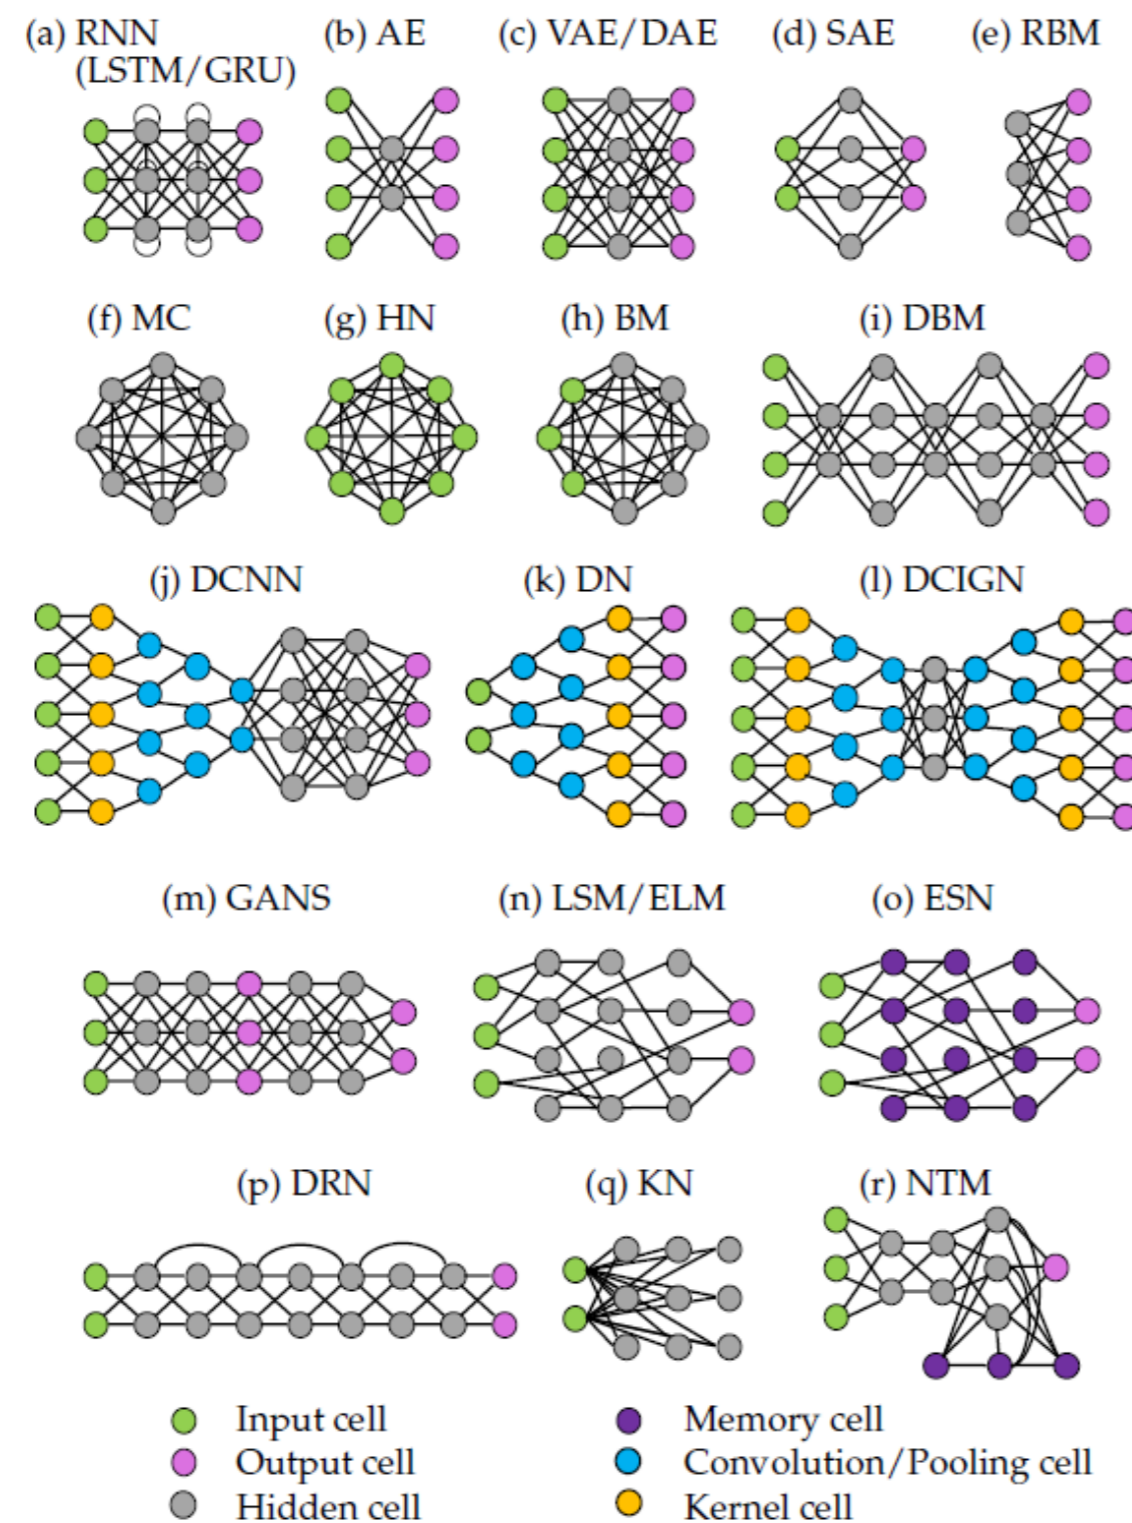 (a) RNN
(LSTM/GRU)
(b) AE
(c) VAE/DAE
(d) SAE
(e) RBM
(f) MC
(g) HN
(h) BM
(i) DBM
(j) DCNN
(k) DN
(l) DCIGN
(m) GANS
(n) LSM/ELM
(o) ESN
(p) DRN
(q) KN
(r) NTM
Input cell
Output cell
Hidden cell
Memory cell
Convolution/Pooling cell
Kernel cell